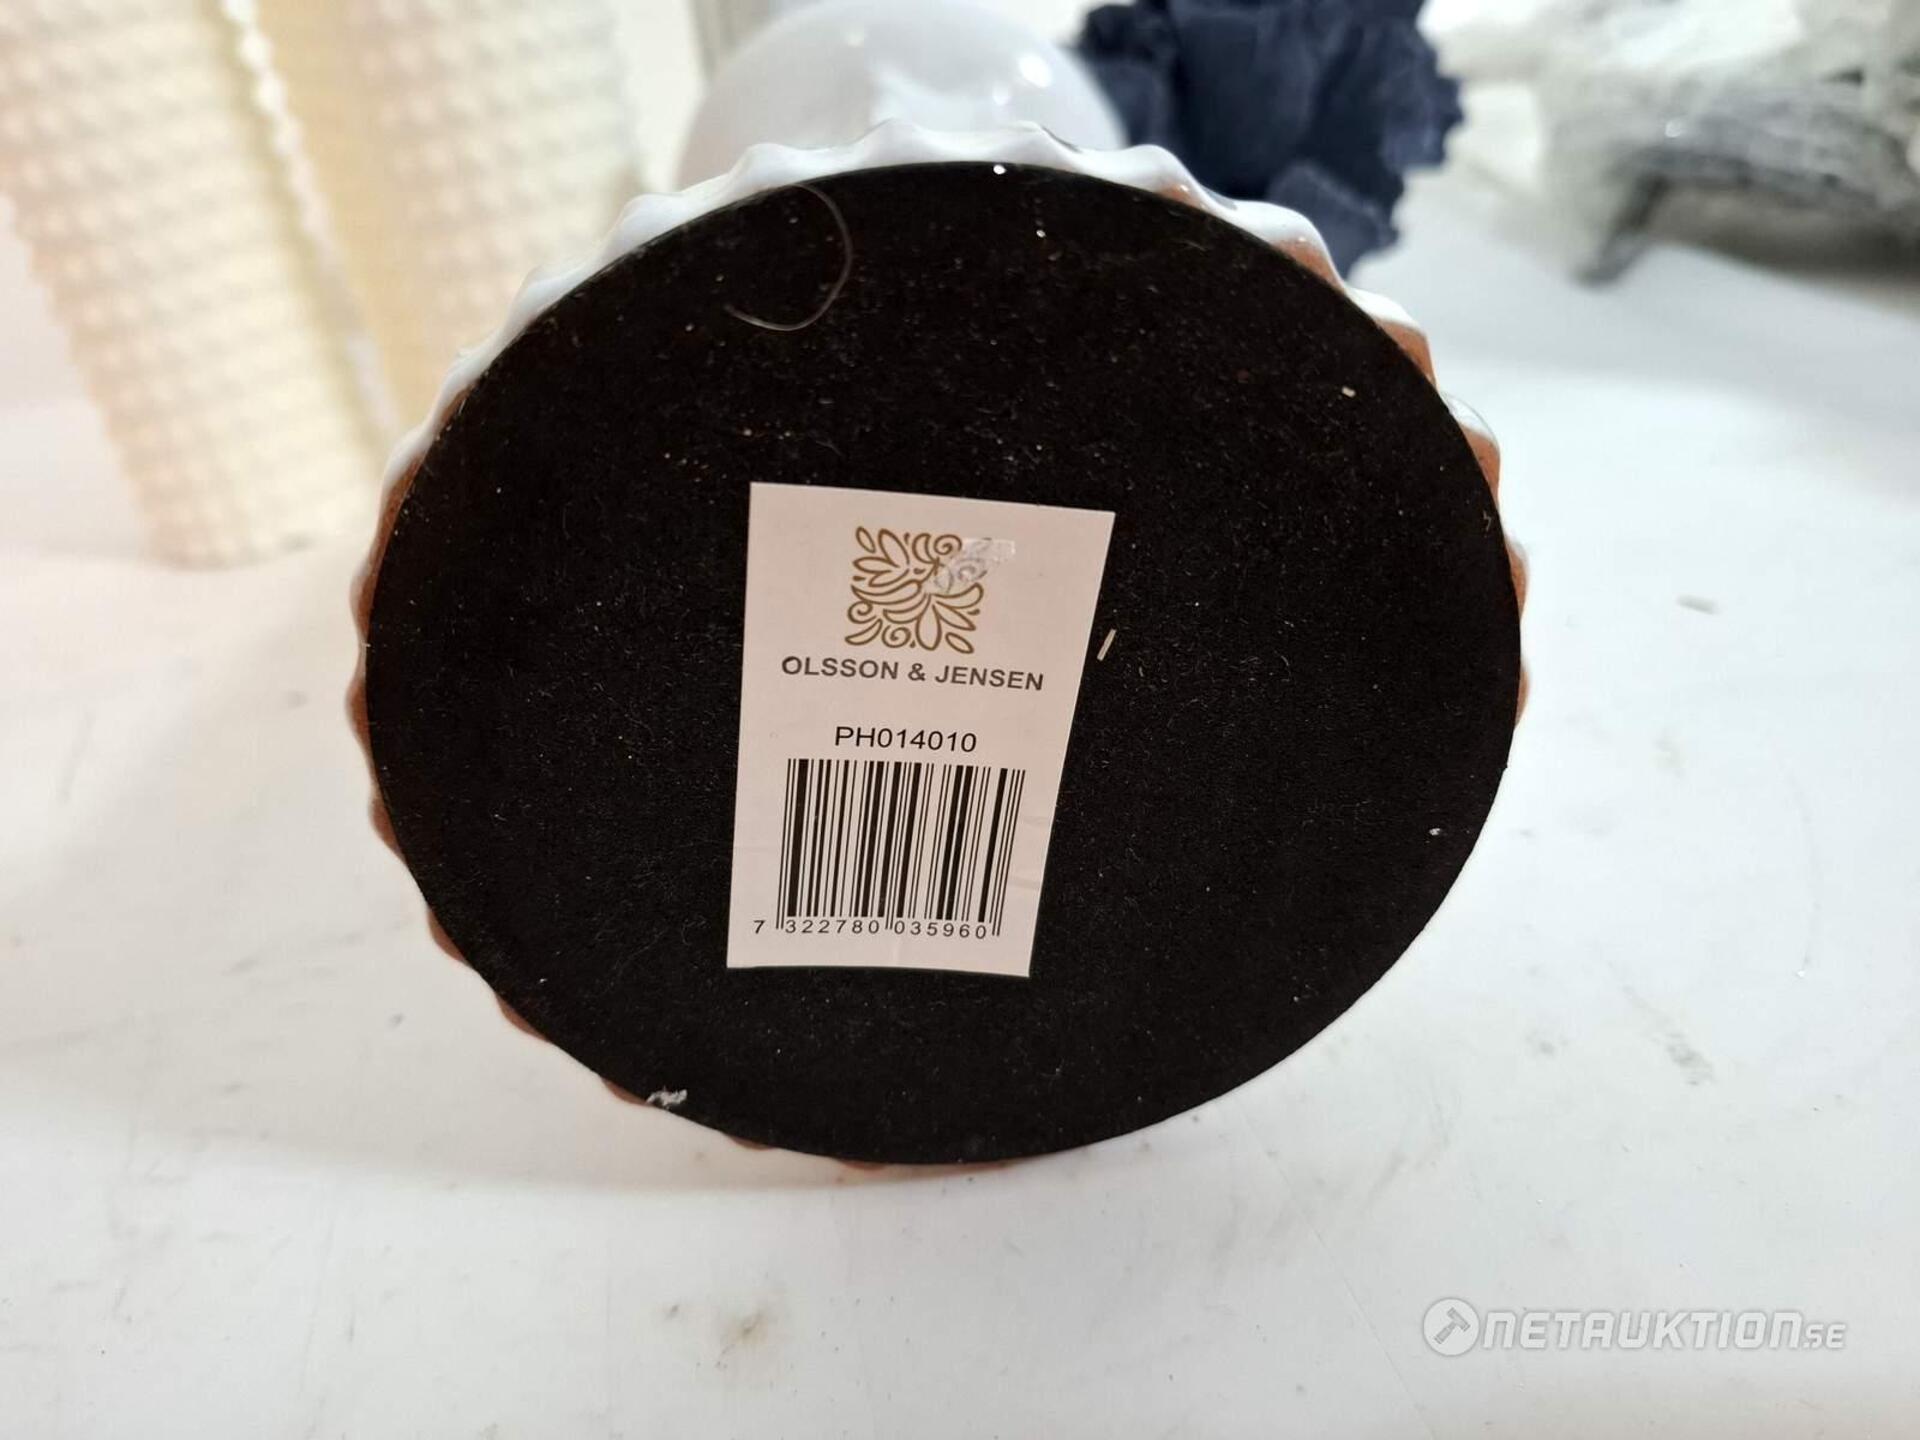 OLSSON & JENSEN
PH014010
7 322780 035960
NETAUKTION.SE